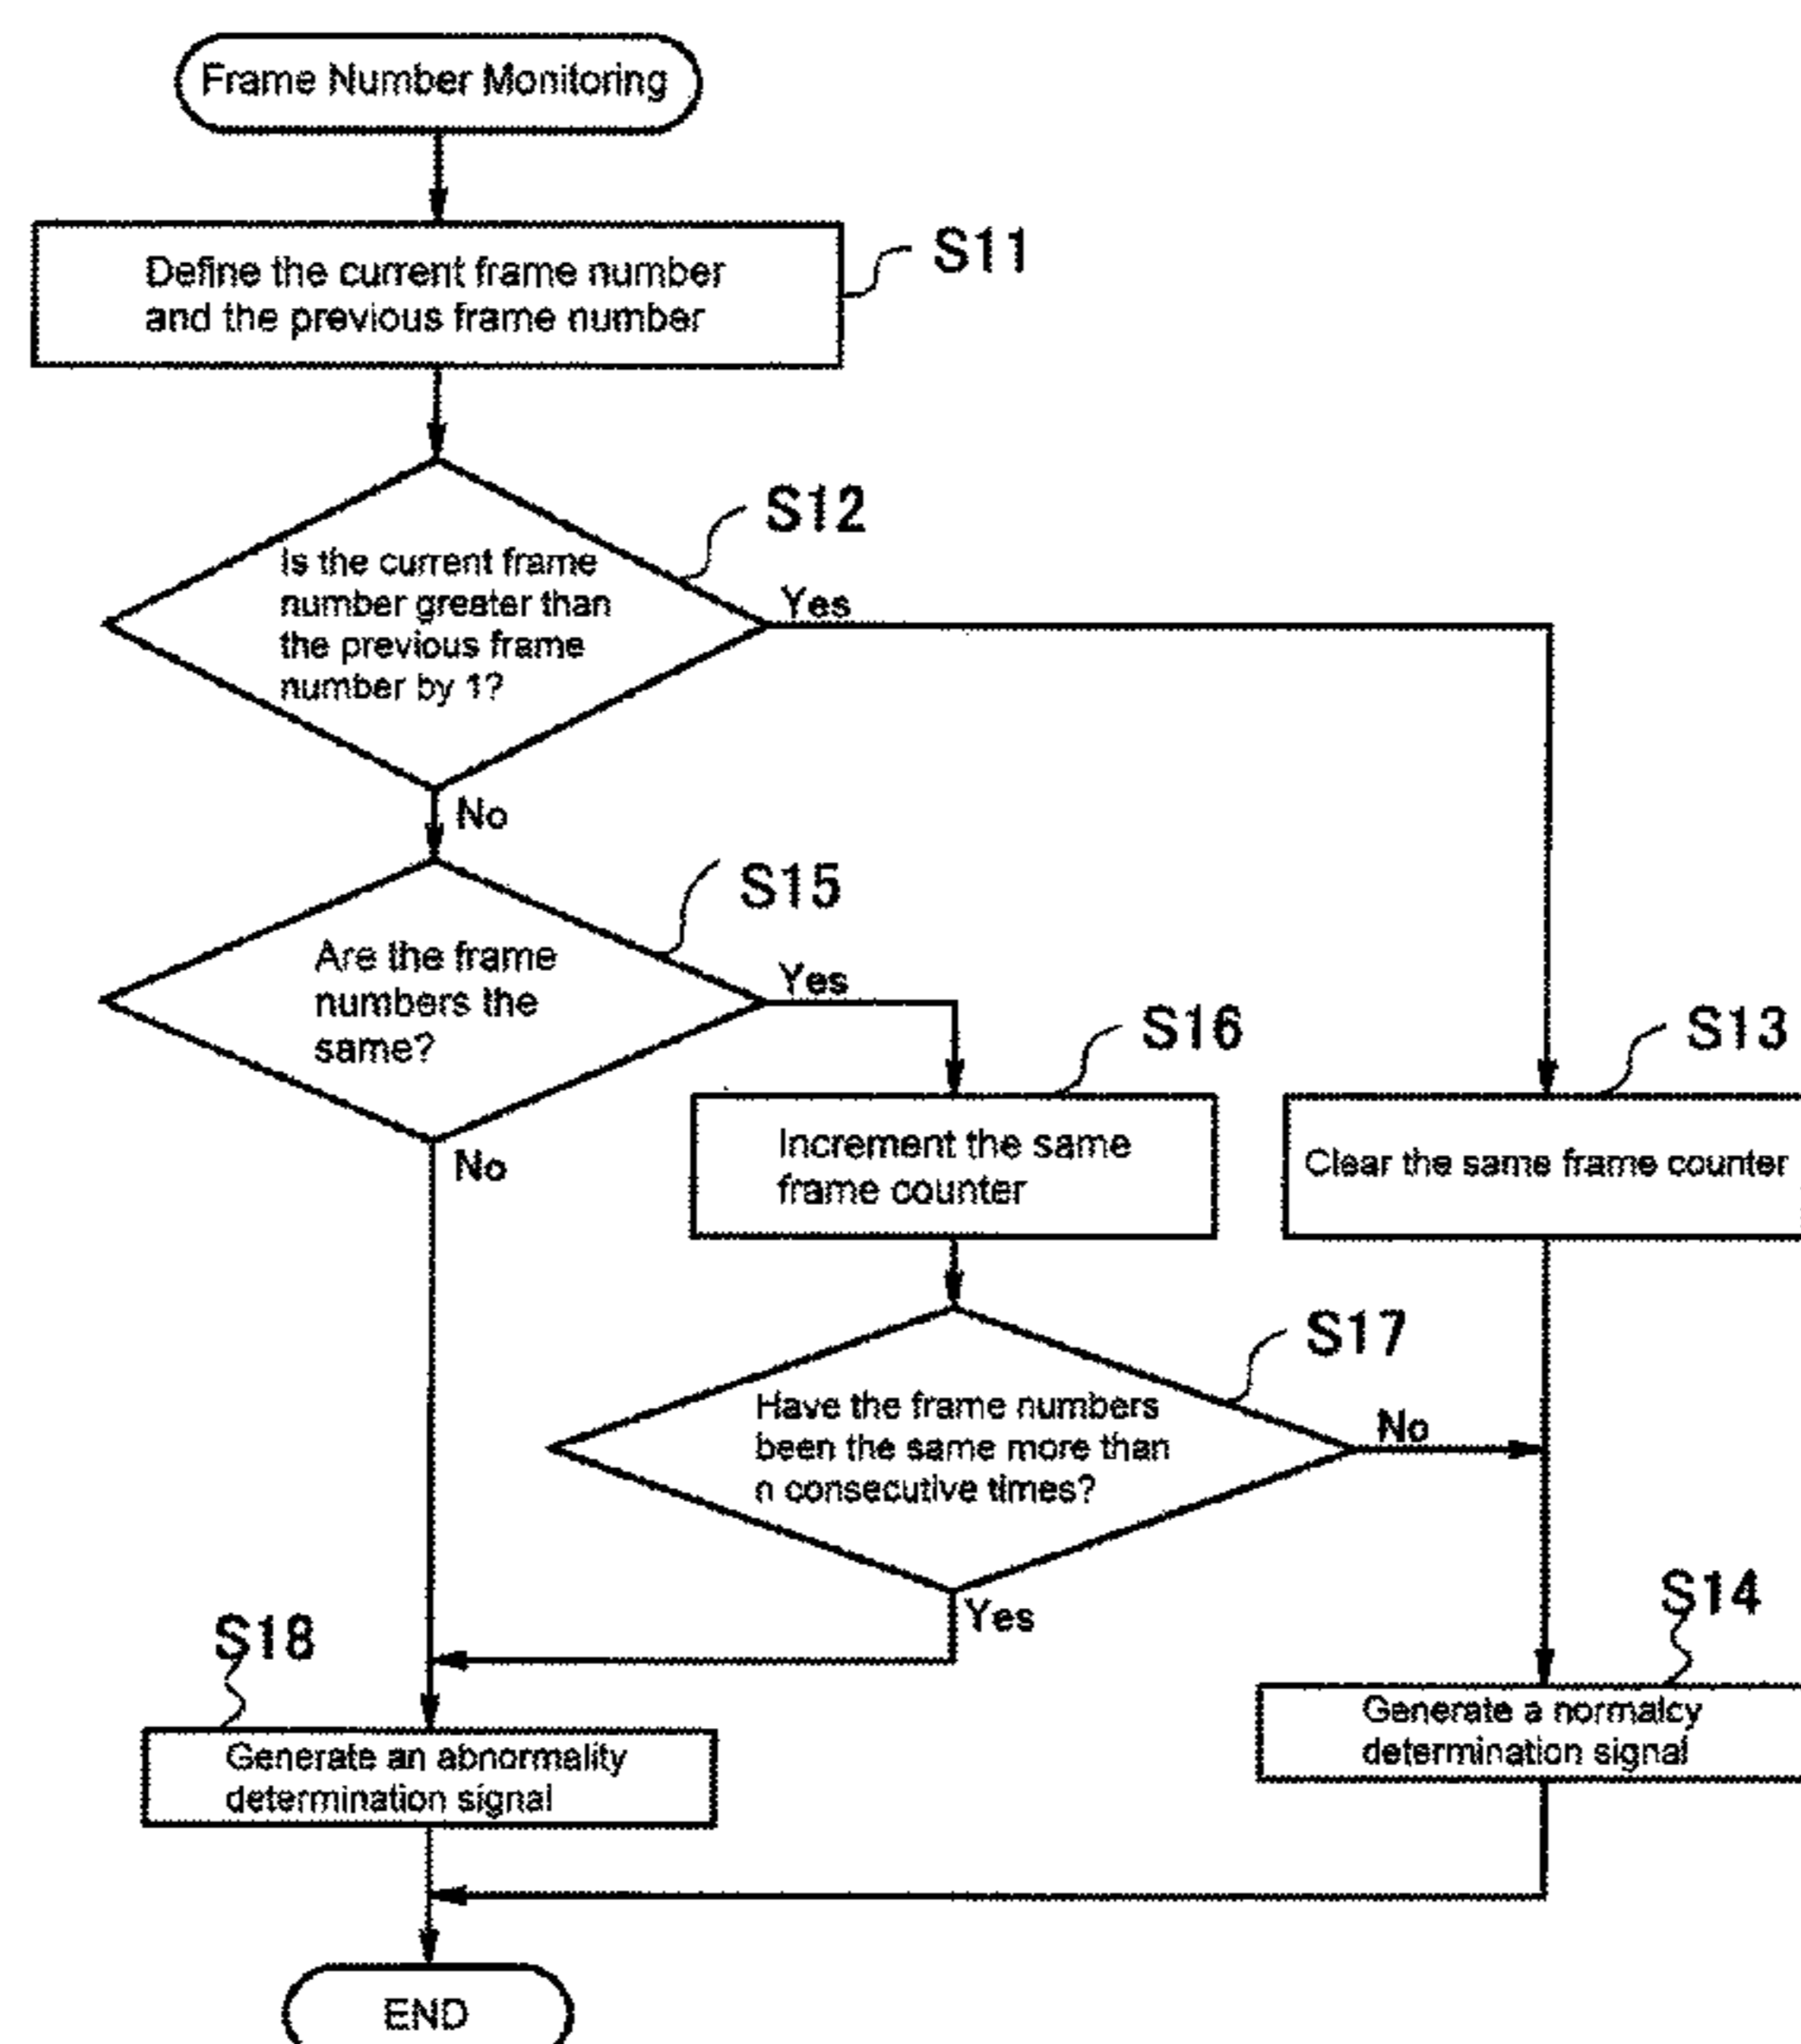 Frame Number Monitoring
Define the current frame number
and the previous frame number
S11
S12
Is the current frame
number greater than
the previous frame
number by 1?
Yes
No
S15
Are the frame
numbers the
same?
Yes
No
S16
Increment the same
frame counter
S13
Clear the same frame counter
S17
Have the frame numbers
been the same more than
n consecutive times?
No
Yes
S18
Generate an abnormality
determination signal
S14
Generate a normalcy
determination signal
END